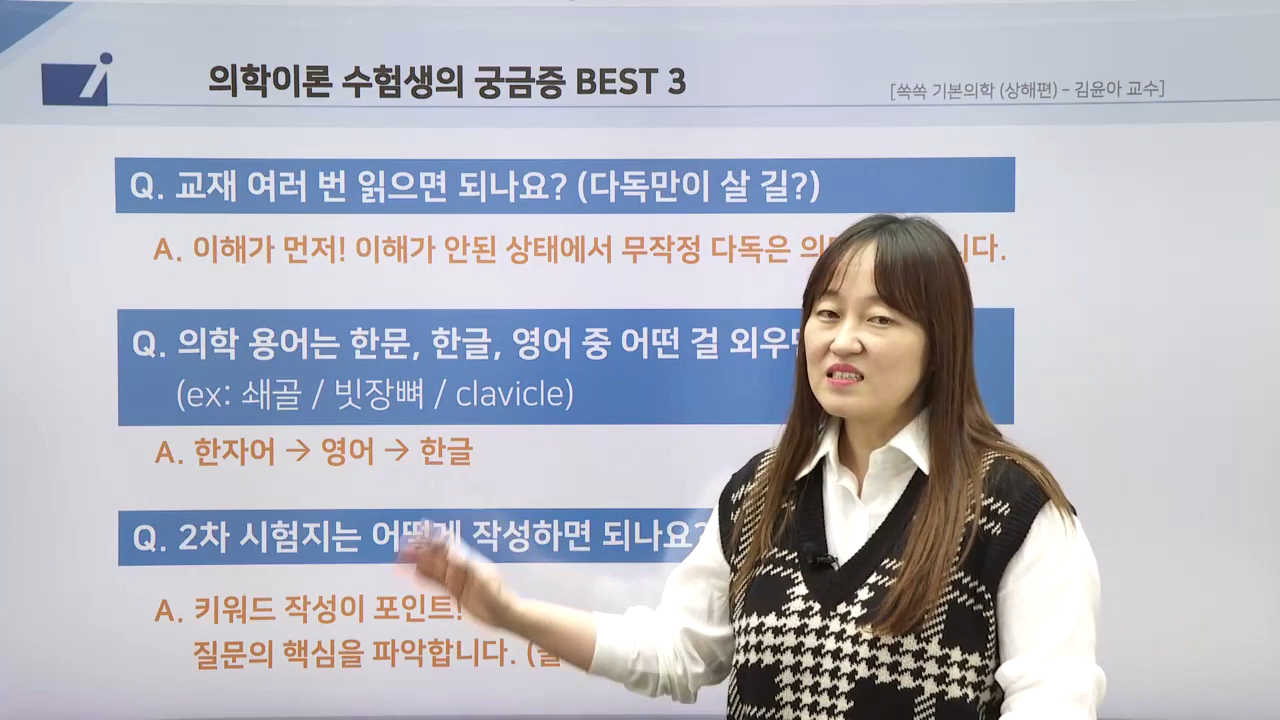 의학이론 수험생의 궁금증 BEST 3
[쏙쏙 기본의학 (상해편) – 김윤아 교수]
Q. 교재 여러 번 읽으면 되나요? (다독만이 살 길?)
A. 이해가 먼저! 이해가 안된 상태에서 무작정 다독은
Q. 의학 용어는 한문, 한글, 영어 중 어떤 걸
(ex: 쇄골 / 빗장뼈 / clavicle)
A. 한자어 → 영어 → 한글
Q. 2차 시험지는 어떻게 작성하면 되나요?
A. 키워드 작성이 포인트!
질문의 핵심을 파악합니다.